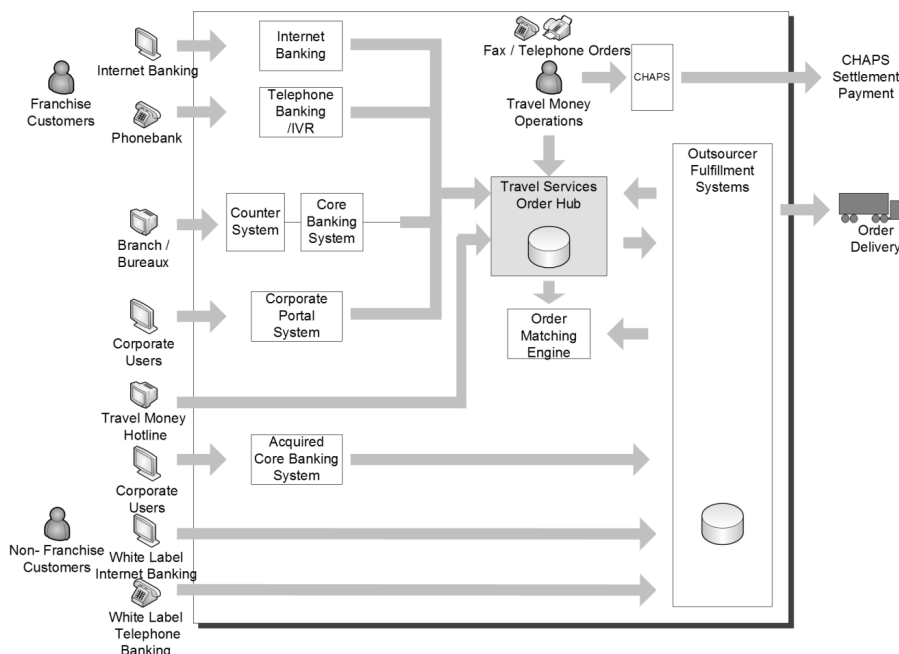 Internet Banking
Franchise
Customers
Phonebank
Branch /
Bureaux
Corporate
Users
Travel Money
Hotline
Corporate
Users
Non- Franchise
Customers
White Label
Internet Banking
White Label
Telephone
Banking
Internet
Banking
Telephone
Banking
/IVR
Counter
System
Core
Banking
System
Corporate
Portal
System
Acquired
Core Banking
System
Fax / Telephone Orders
Travel Money
Operations
CHAPS
Travel Services
Order Hub
Order
Matching
Engine
Outsourcer
Fulfillment
Systems
CHAPS
Settlement
Payment
Order
Delivery